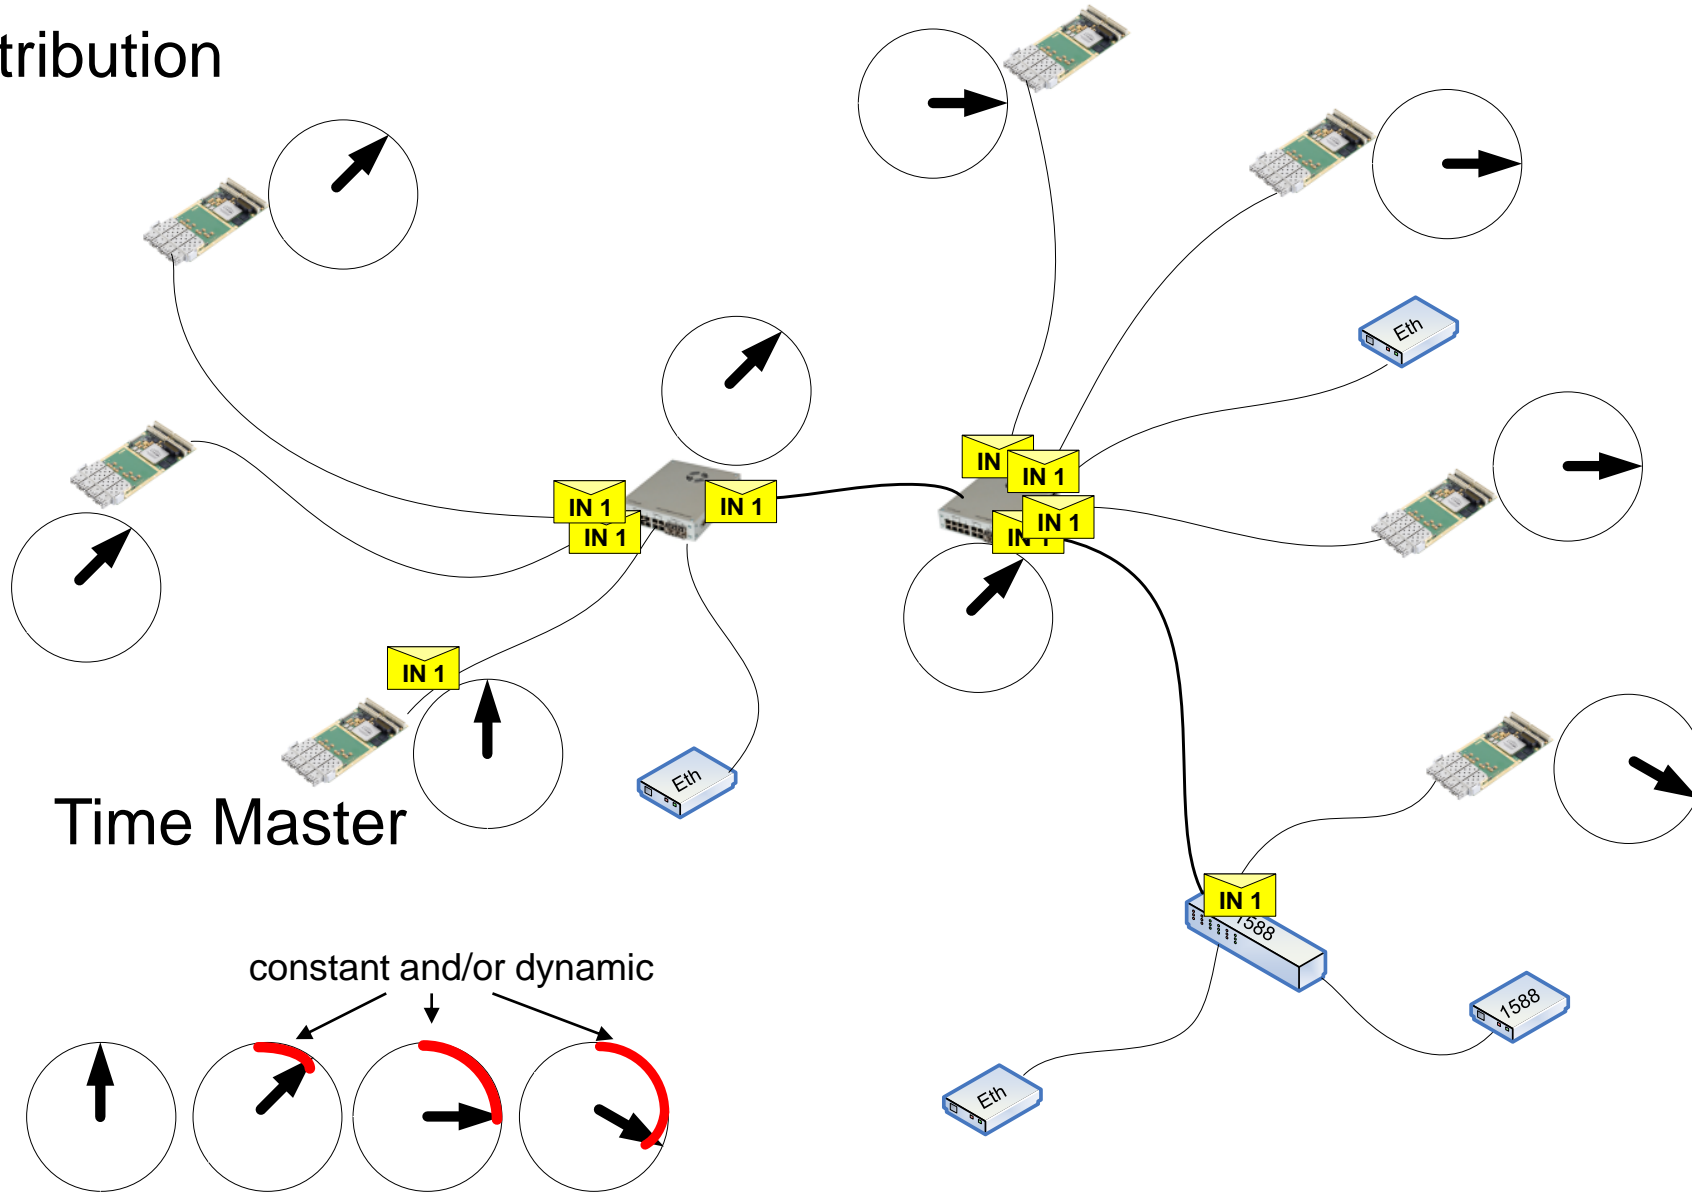 tribution
Eth
IN
IN 1
IN 1
IN 1
IN 1
IN 1
IN 1
IN 1
Eth
Time Master
IN 1
1588
constant and/or dynamic
1588
Eth